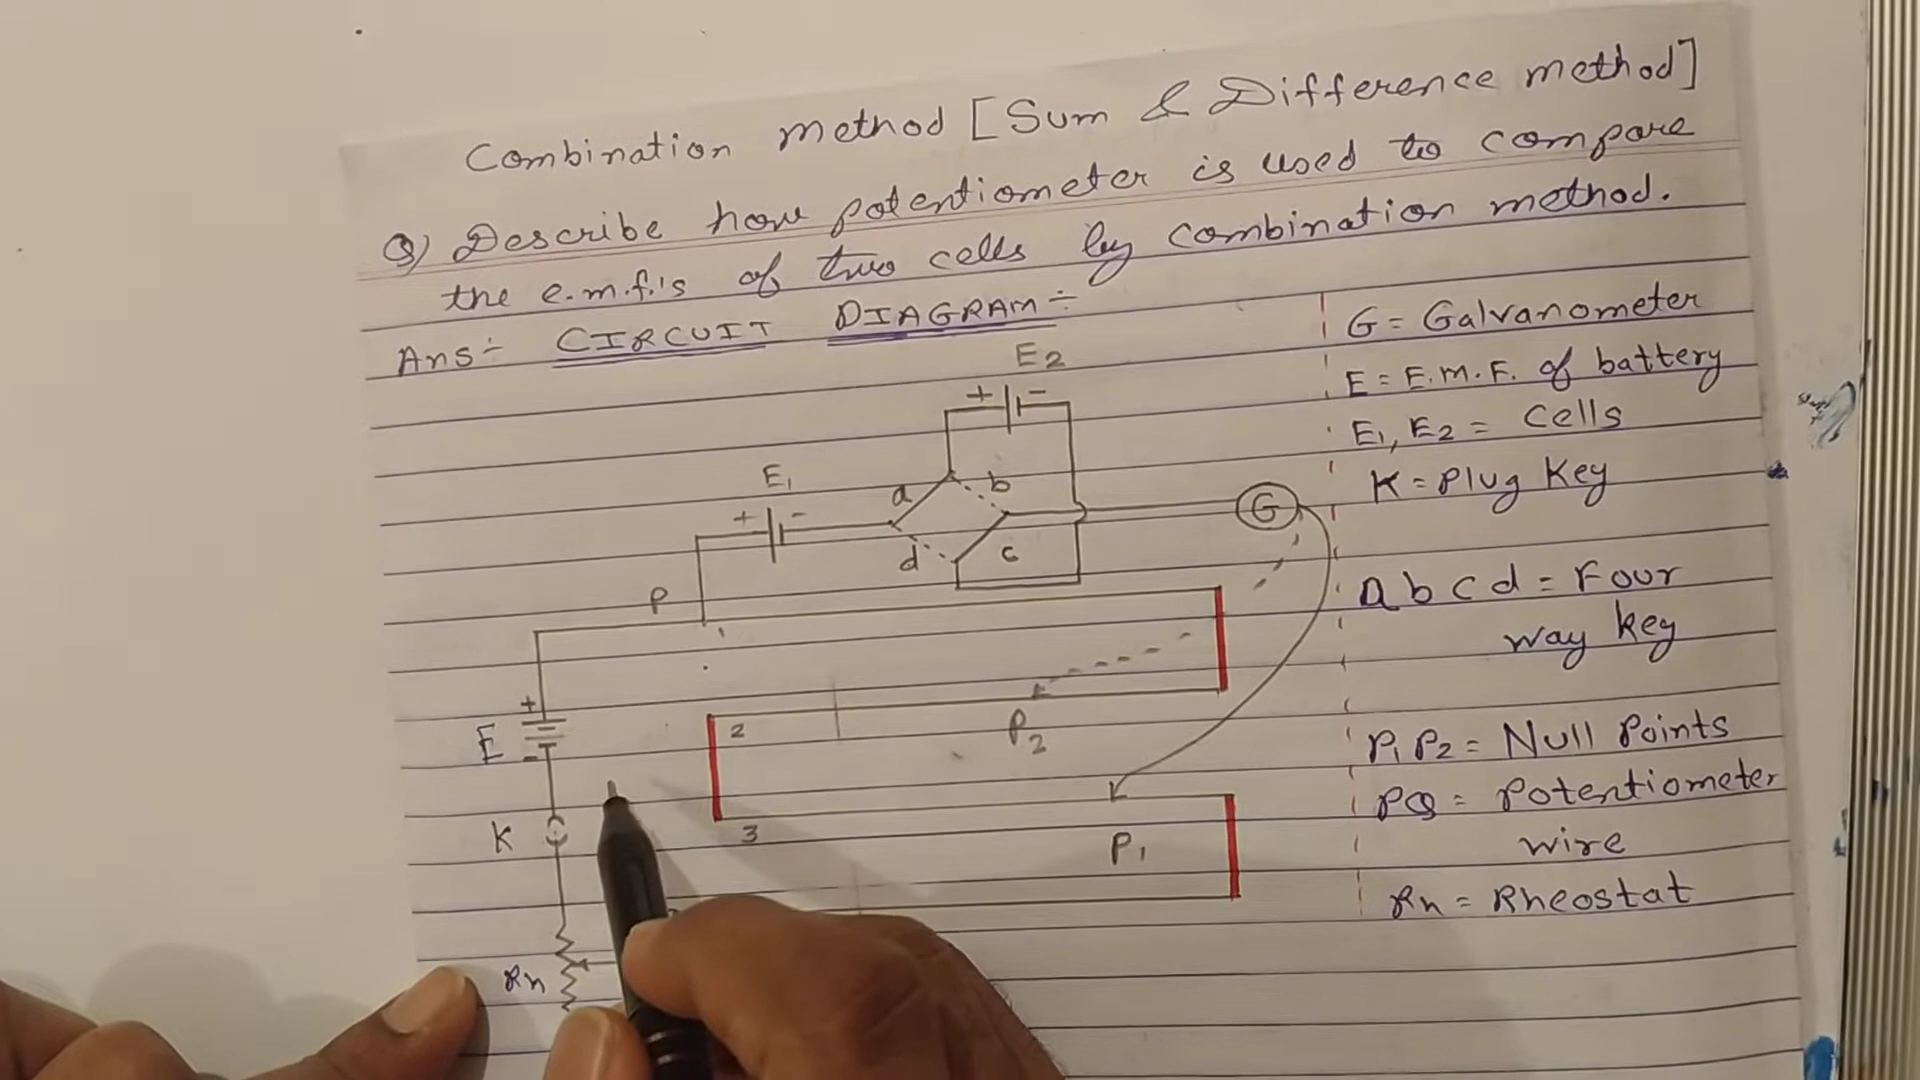 Combination method [Sum & Difference method]
Q) Describe how potentiometer is used to compare
the e.m.f.'s of two cells by combination method.
Ans÷ CIRCUIT DIAGRAM÷
G = Galvanometer
E = E.M.F. of battery
E1, E2 = Cells
K = Plug Key
a b c d = Four
way key
P1 P2 = Null Points
PQ = Potentiometer
wire
Rh = Rheostat
E2
+ -
E1
+ -
a b
d c
G
P
1
+
E
-
2
P2
K
3
P1
Rh